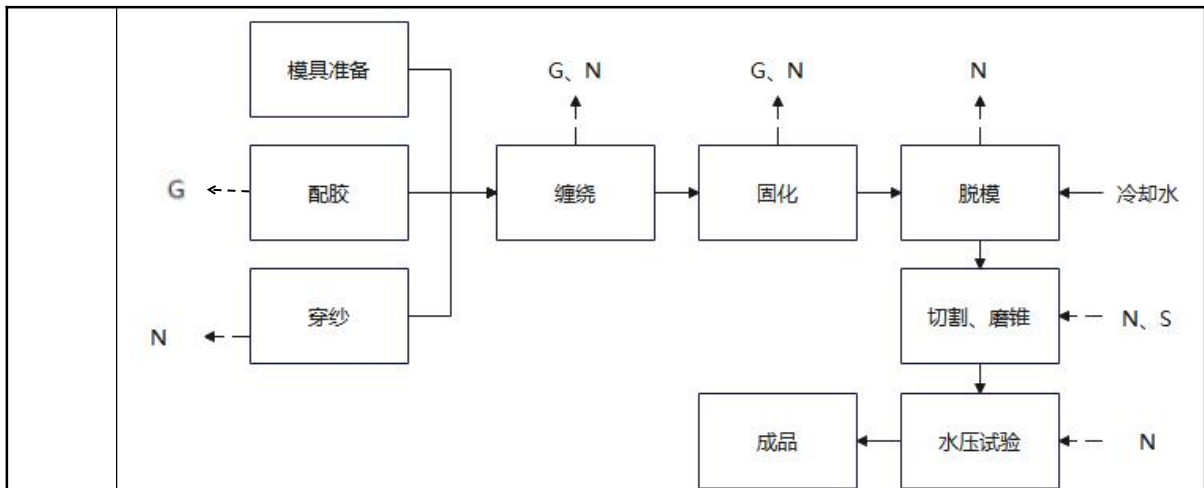 模具准备
G、N
G、N
N
G
配胶
缠绕
固化
脱模
冷却水
N
穿纱
切割、磨锥
N、S
成品
水压试验
N